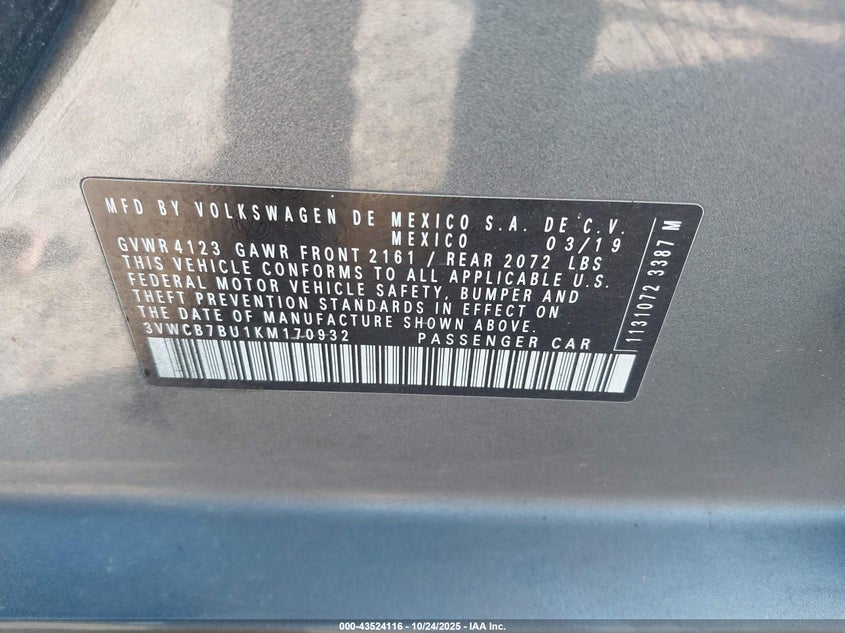 MFD BY VOLKSWAGEN DE MEXICO S.A. DE C.V.
MEXICO 03/19
GVWR 4123 GAWR FRONT 2161 / REAR 2072 LBS
THIS VEHICLE CONFORMS TO ALL APPLICABLE U.S.
FEDERAL MOTOR VEHICLE SAFETY, BUMPER AND
THEFT PREVENTION STANDARDS IN EFFECT ON
THE DATE OF MANUFACTURE SHOWN ABOVE.
3VWCB7BU1KM170932 PASSENGER CAR
1131072 3387 M
000-43524116 - 10/24/2025 - IAA Inc.